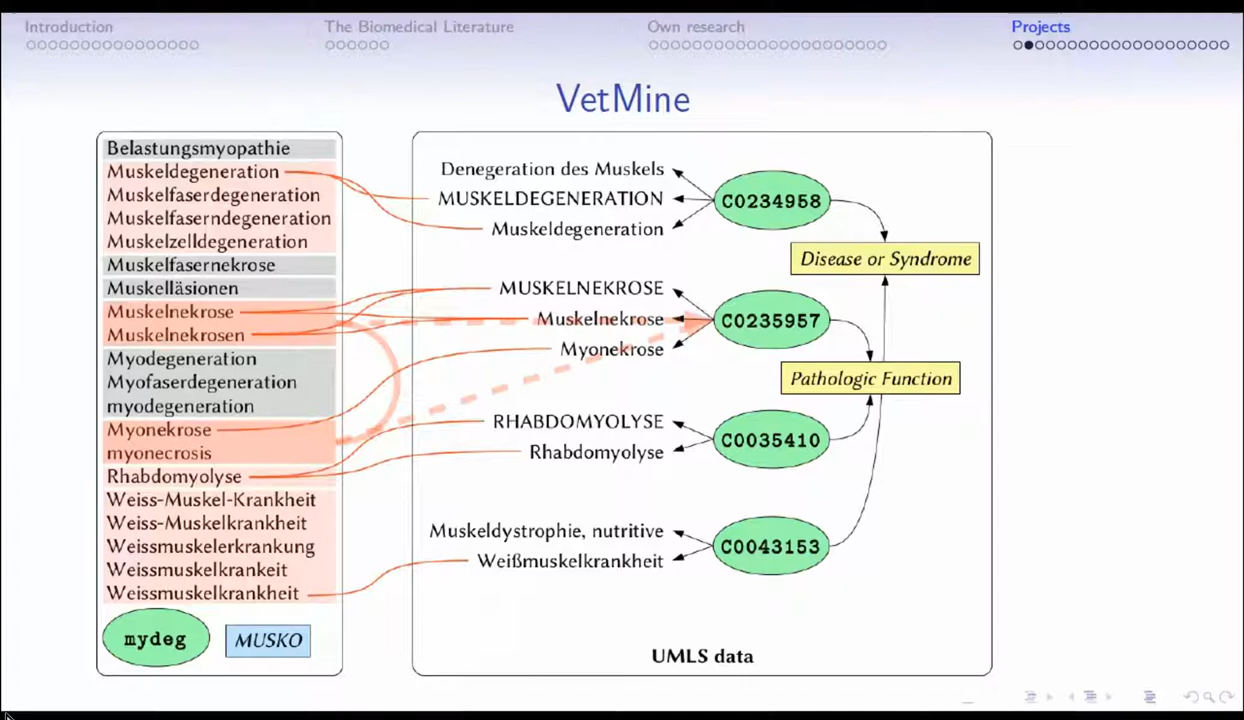 Introduction
The Biomedical Literature
Own research
Projects
VetMine
Belastungsmyopathie
Muskeldegeneration
Muskelfaserdegeneration
Muskelfaserndegeneration
Muskelzelldegeneration
Muskelfasernekrose
Muskelläsionen
Muskelnekrose
Muskelnekrosen
Myodegeneration
Myofaserdegeneration
myodegeneration
Myonekrose
myonecrosis
Rhabdomyolyse
Weiss-Muskel-Krankheit
Weiss-Muskelkrankheit
Weissmuskelerkrankung
Weissmuskelkrankeit
Weissmuskelkrankheit
mydeg
MUSKO
Denegeration des Muskels
MUSKELDEGENERATION
Muskeldegeneration
C0234958
Disease or Syndrome
MUSKELNEKROSE
Muskelnekrose
Myonekrose
C0235957
Pathologic Function
RHABDOMYOLYSE
Rhabdomyolyse
C0035410
Muskeldystrophie, nutritive
Weißmuskelkrankheit
C0043153
UMLS data